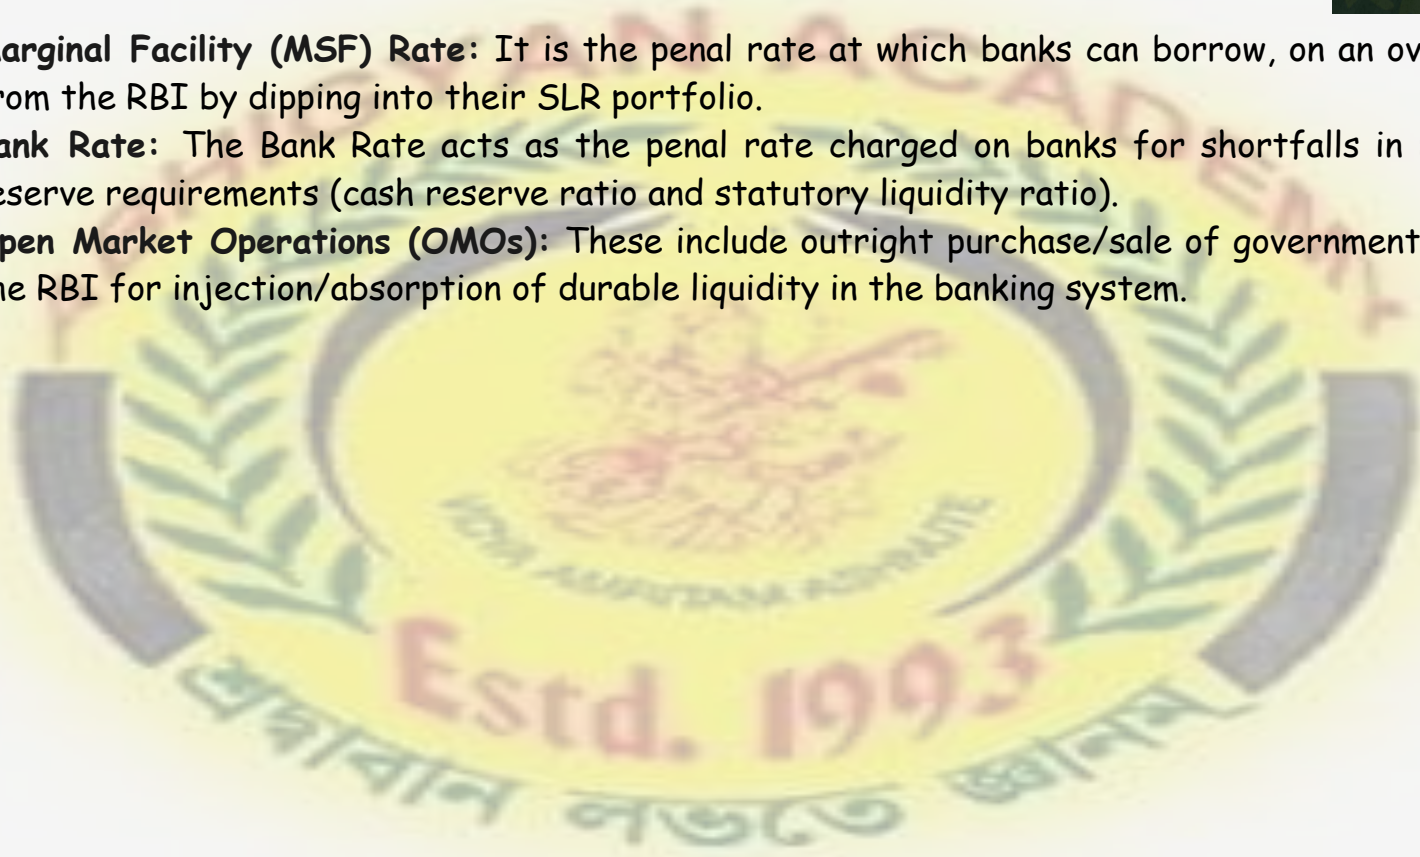 arginal Facility (MSF) Rate: It is the penal rate at which banks can borrow, on an ov
rom the RBI by dipping into their SLR portfolio.
ank Rate: The Bank Rate acts as the penal rate charged on banks for shortfalls in
eserve requirements (cash reserve ratio and statutory liquidity ratio).
pen Market Operations (OMOs): These include outright purchase/sale of government
he RBI for injection/absorption of durable liquidity in the banking system.
ACADEMY
Estd. 1993
শ্রদ্ধাবান লভতে জ্ঞানম